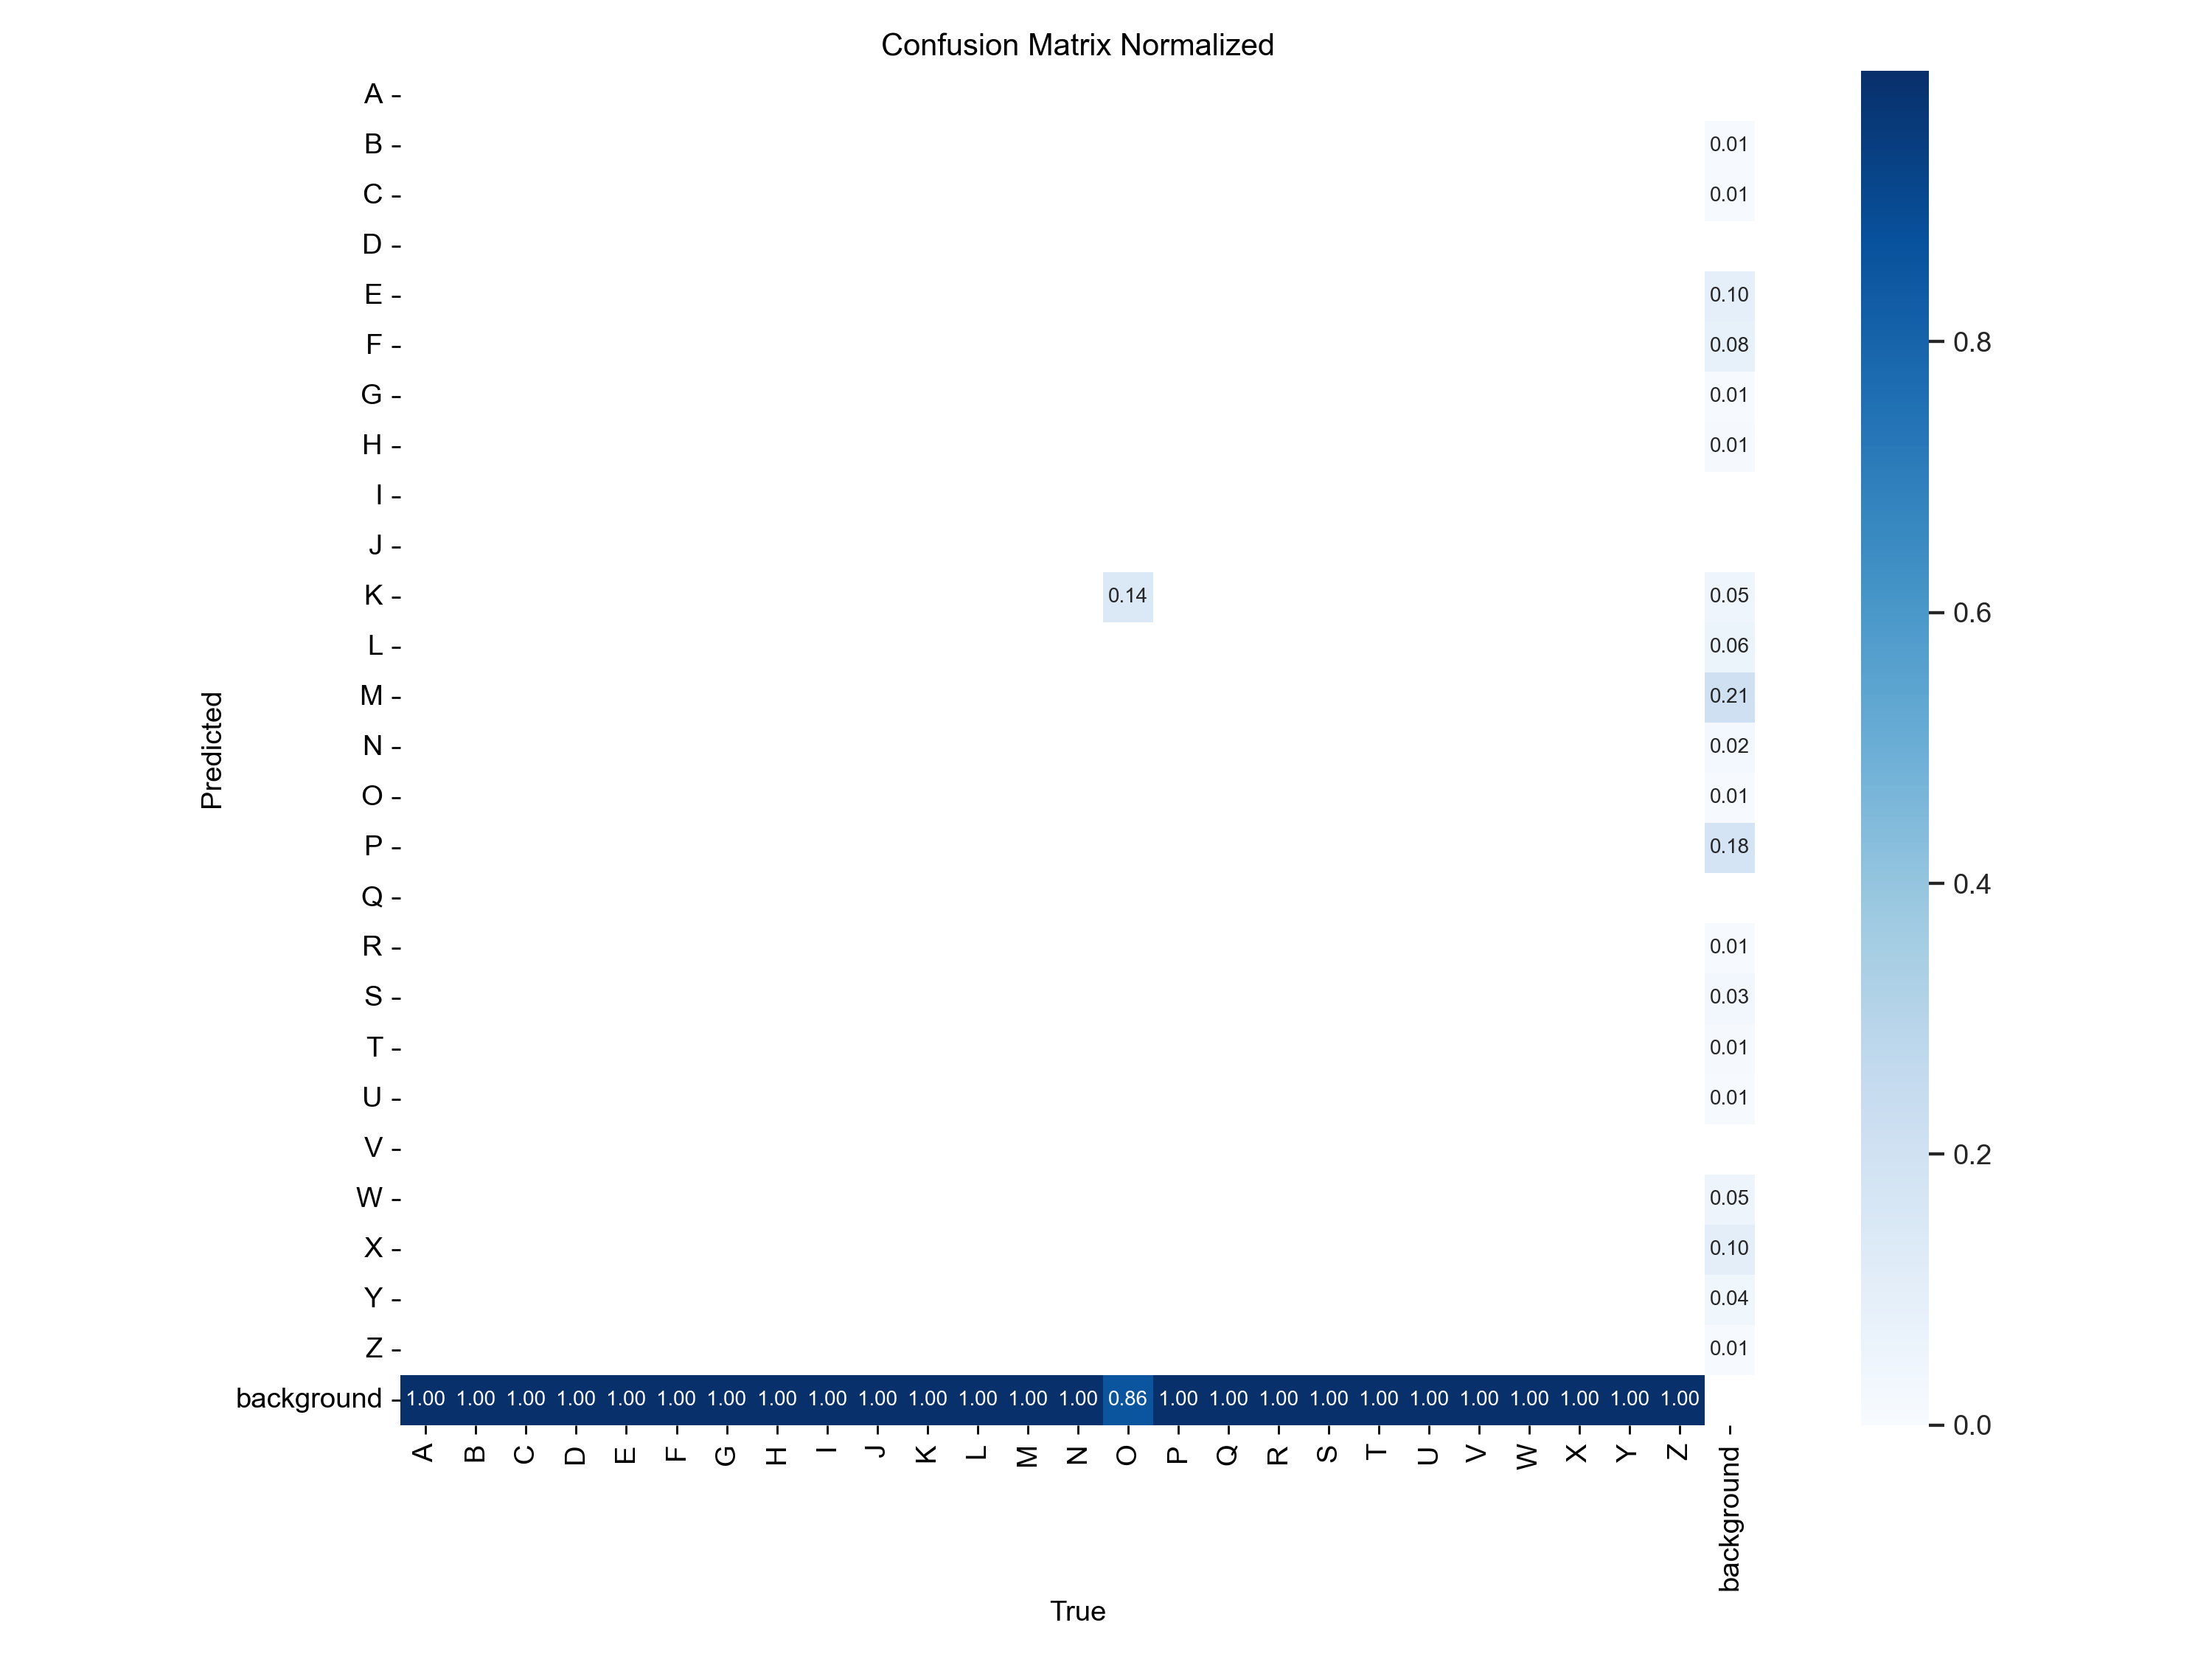 Confusion Matrix Normalized
A
B 0.01
C 0.01
D
E 0.10
F 0.08
G 0.01
H 0.01
I
J
K 0.14 0.05
L 0.06
M 0.21
N 0.02
O 0.01
P 0.18
Q
R 0.01
S 0.03
T 0.01
U 0.01
V
W 0.05
X 0.10
Y 0.04
Z 0.01
background 1.00 1.00 1.00 1.00 1.00 1.00 1.00 1.00 1.00 1.00 1.00 1.00 1.00 1.00 0.86 1.00 1.00 1.00 1.00 1.00 1.00 1.00 1.00 1.00 1.00 1.00
A B C D E F G H I J K L M N O P Q R S T U V W X Y Z background
True
Predicted
0.8
0.6
0.4
0.2
0.0